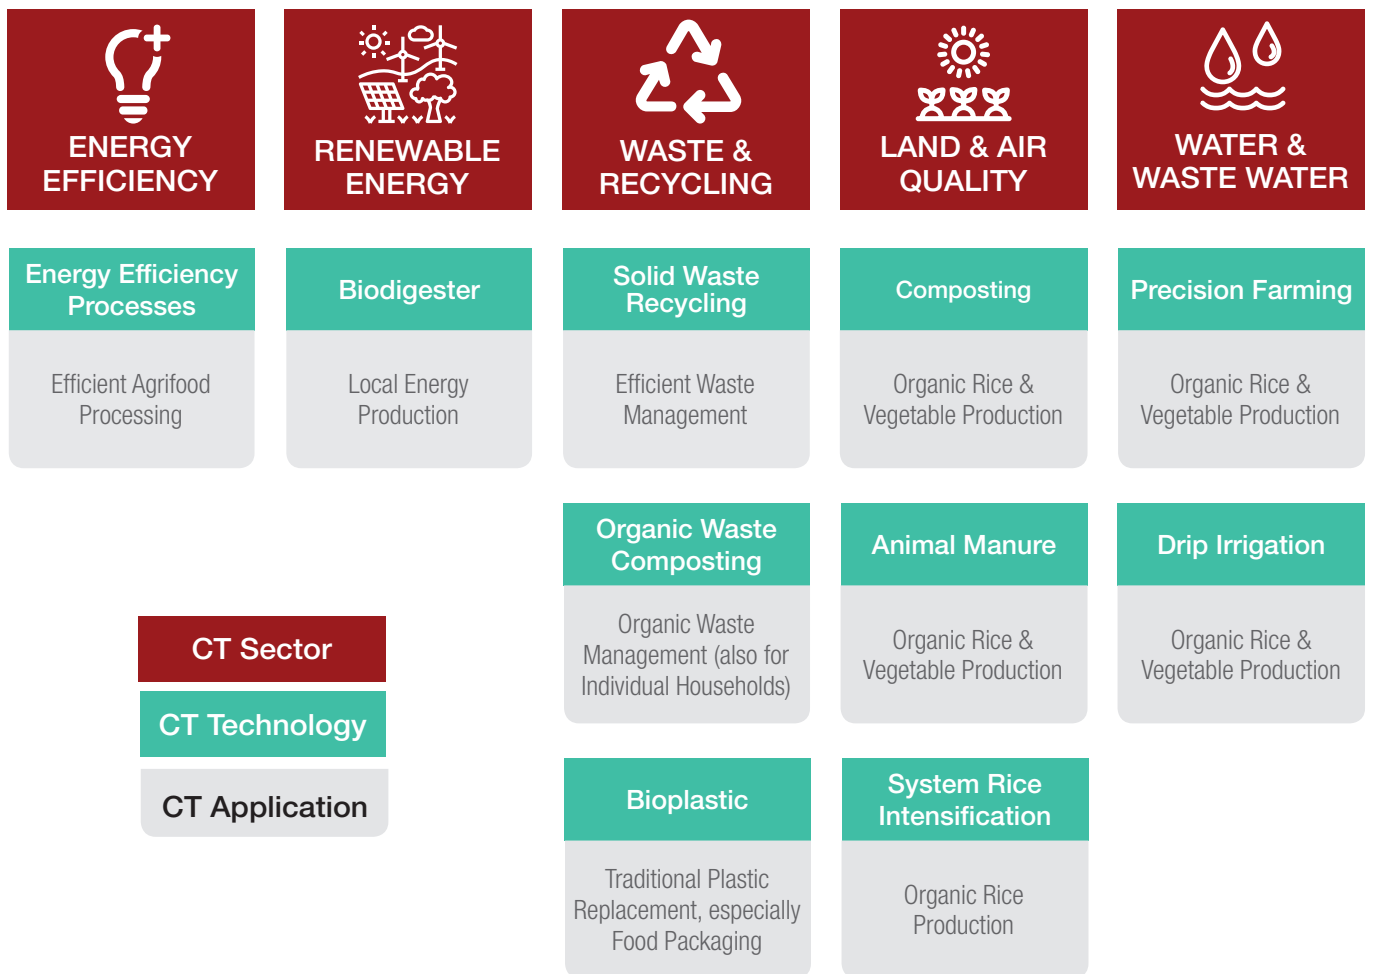 ENERGY
EFFICIENCY
RENEWABLE
ENERGY
WASTE &
RECYCLING
LAND & AIR
QUALITY
WATER &
WASTE WATER
Energy Efficiency
Processes
Efficient Agrifood
Processing
Biodigester
Local Energy
Production
Solid Waste
Recycling
Efficient Waste
Management
Composting
Organic Rice &
Vegetable Production
Precision Farming
Organic Rice &
Vegetable Production
Organic Waste
Composting
Organic Waste
Management (also for
Individual Households)
Animal Manure
Organic Rice &
Vegetable Production
Drip Irrigation
Organic Rice &
Vegetable Production
Bioplastic
Traditional Plastic
Replacement, especially
Food Packaging
System Rice
Intensification
Organic Rice
Production
CT Sector
CT Technology
CT Application